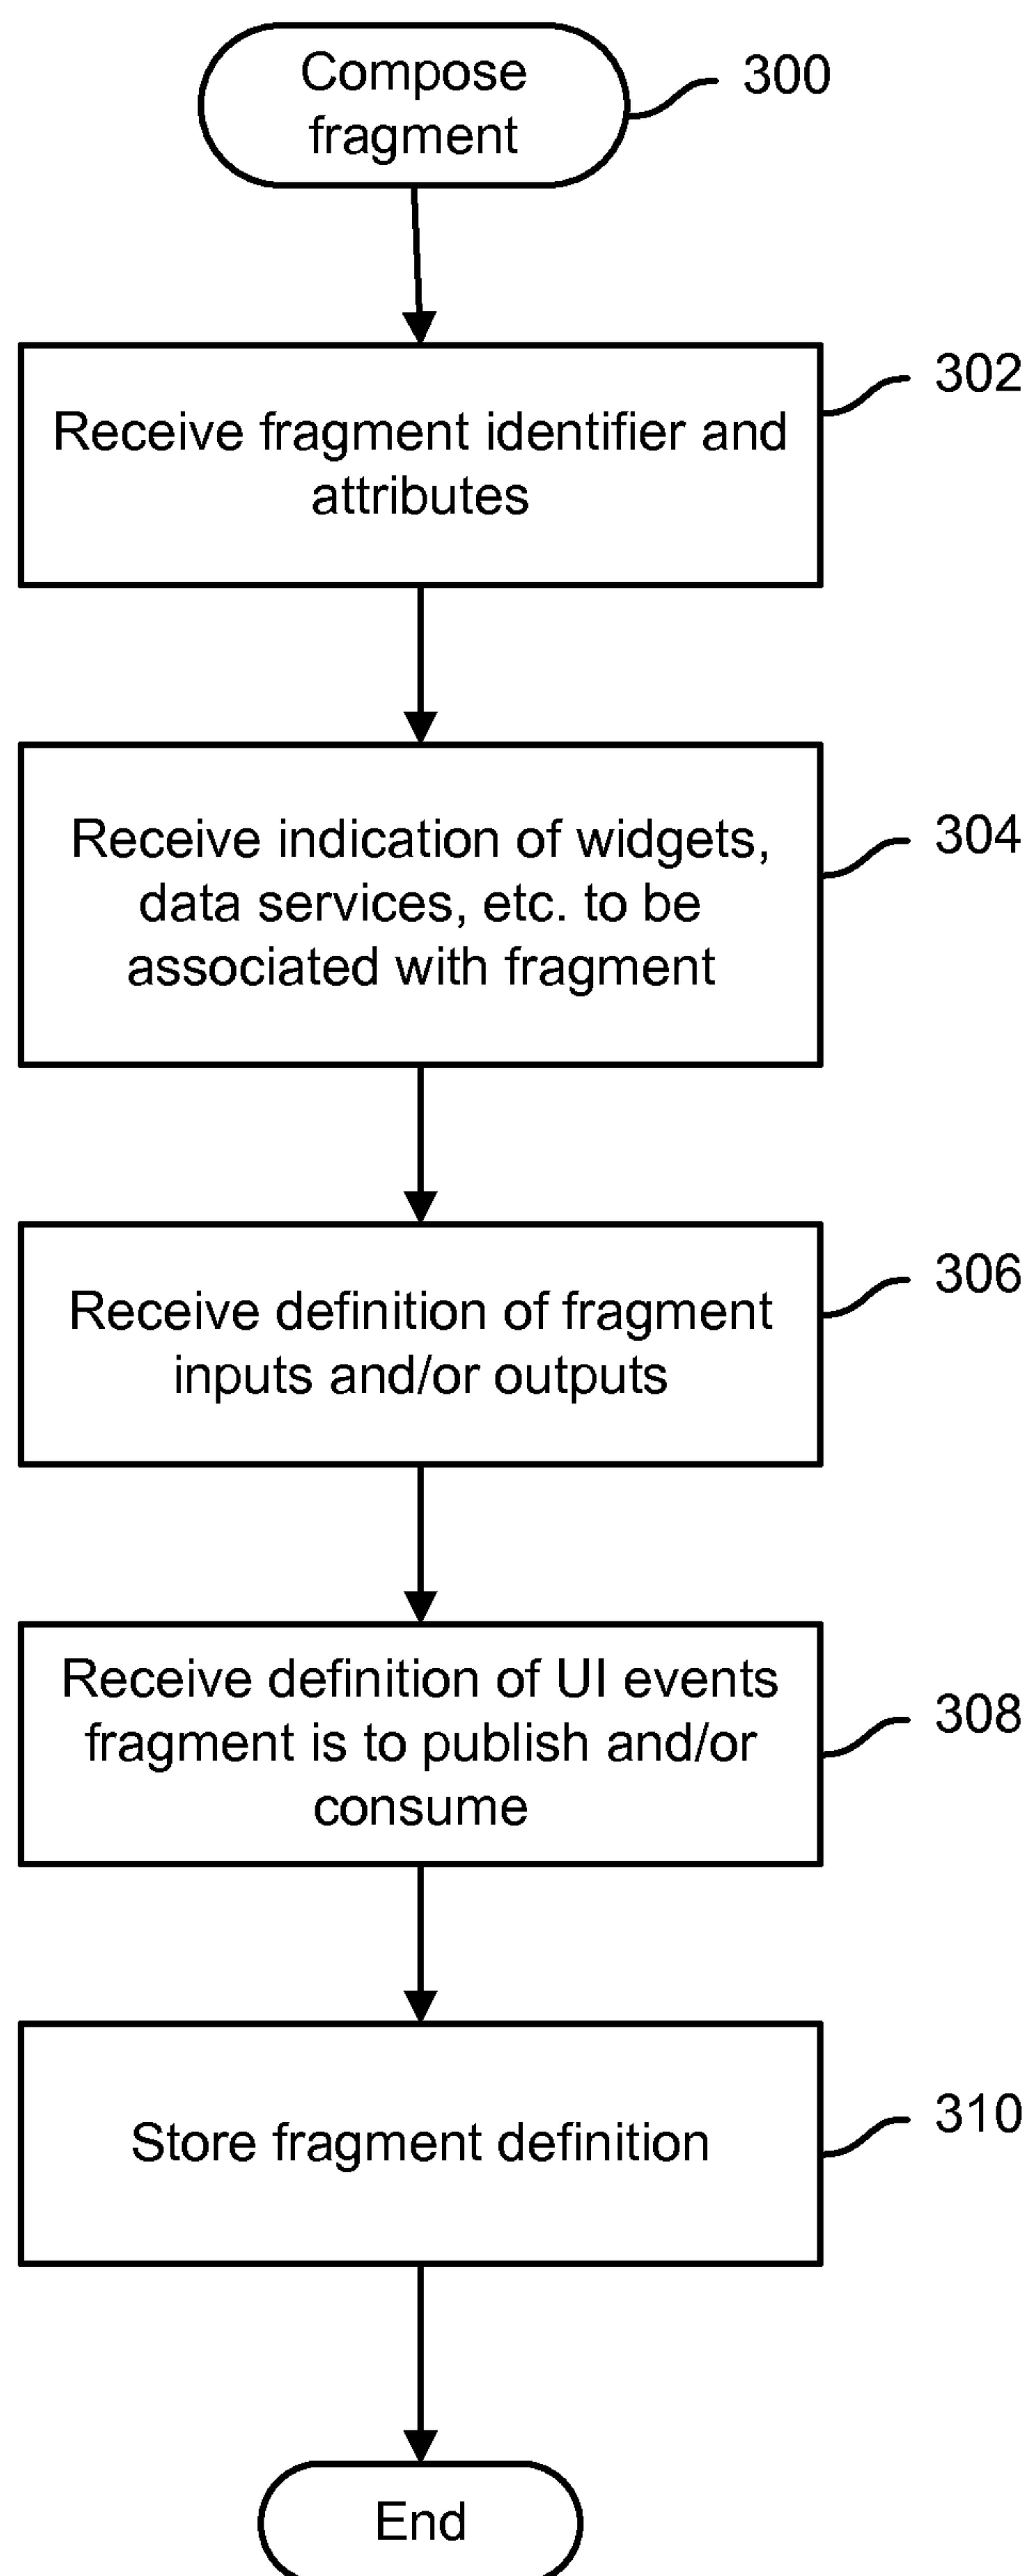 Compose
fragment
300
Receive fragment identifier and
attributes
302
Receive indication of widgets,
data services, etc. to be
associated with fragment
304
Receive definition of fragment
inputs and/or outputs
306
Receive definition of UI events
fragment is to publish and/or
consume
308
Store fragment definition
310
End